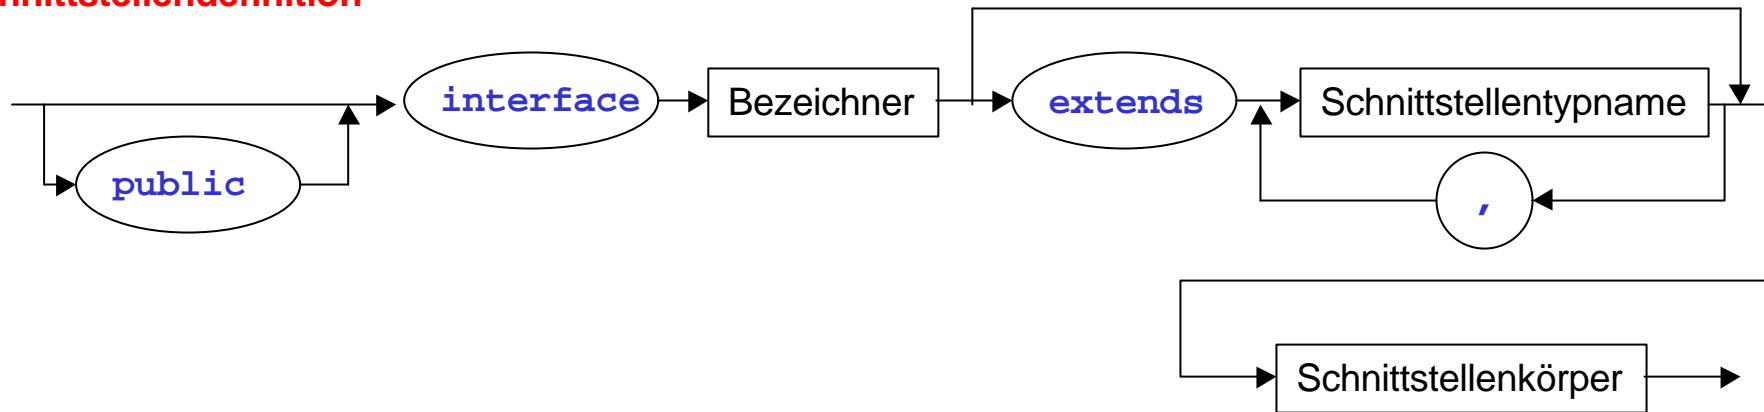 interface Bezeichner extends Schnittstellentypname
public
,
Schnittstellenkörper